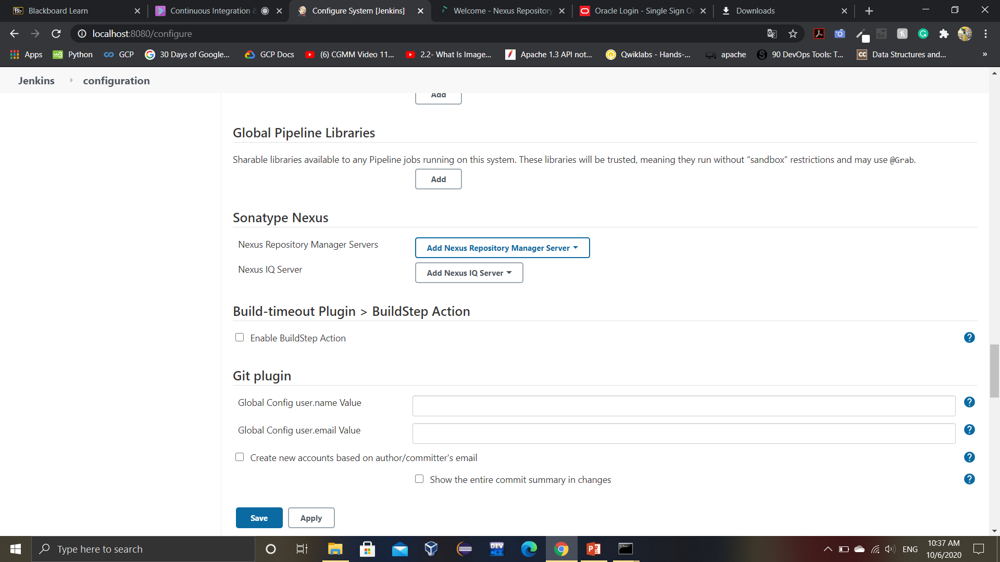 Blackboard Learn
Continuous Integration &
Configure System [Jenkins]
Welcome - Nexus Repository
Oracle Login - Single Sign O
Downloads
localhost:8080/configure
Apps
Python
GCP
30 Days of Google...
GCP Docs
(6) CGMM Video 11...
2.2- What Is Image...
Apache 1.3 API not...
Qwiklabs - Hands-...
apache
90 DevOps Tools: T...
Data Structures and...
»
Jenkins
configuration
Add
Global Pipeline Libraries
Sharable libraries available to any Pipeline jobs running on this system. These libraries will be trusted, meaning they run without “sandbox” restrictions and may use @Grab.
Add
Sonatype Nexus
Nexus Repository Manager Servers
Add Nexus Repository Manager Server
Nexus IQ Server
Add Nexus IQ Server
Build-timeout Plugin > BuildStep Action
Enable BuildStep Action
?
Git plugin
Global Config user.name Value
?
Global Config user.email Value
?
Create new accounts based on author/committer's email
?
Show the entire commit summary in changes
?
Save
Apply
Type here to search
DEV
ENG
10:37 AM
10/6/2020